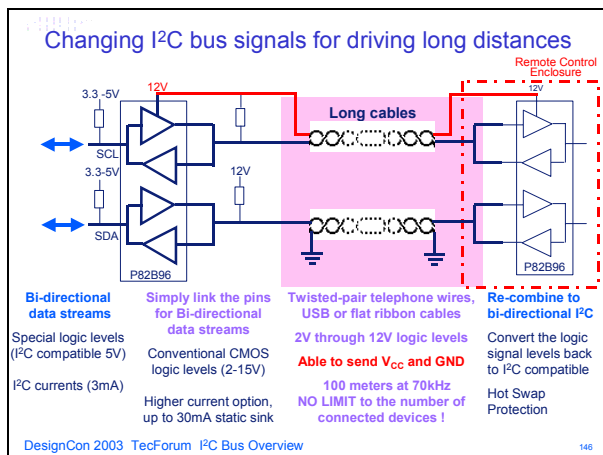 Changing I²C bus signals for driving long distances
Remote Control
Enclosure
12V
12V
3.3 -5V
Long cables
SCL
3.3-5V
12V
SDA
P82B96
P82B96
Bi-directional
data streams
Special logic levels
(I²C compatible 5V)
I²C currents (3mA)
Simply link the pins
for Bi-directional
data streams
Conventional CMOS
logic levels (2-15V)
Higher current option,
up to 30mA static sink
Twisted-pair telephone wires,
USB or flat ribbon cables
2V through 12V logic levels
Able to send VCC and GND
100 meters at 70kHz
NO LIMIT to the number of
connected devices !
Re-combine to
bi-directional I²C
Convert the logic
signal levels back
to I²C compatible
Hot Swap
Protection
DesignCon 2003 TecForum I²C Bus Overview
146